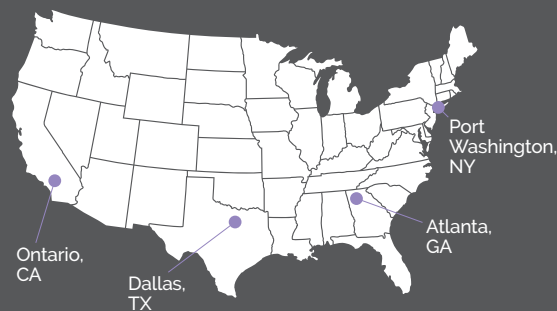 Port
Washington,
NY
Atlanta,
GA
Ontario,
CA
Dallas,
TX